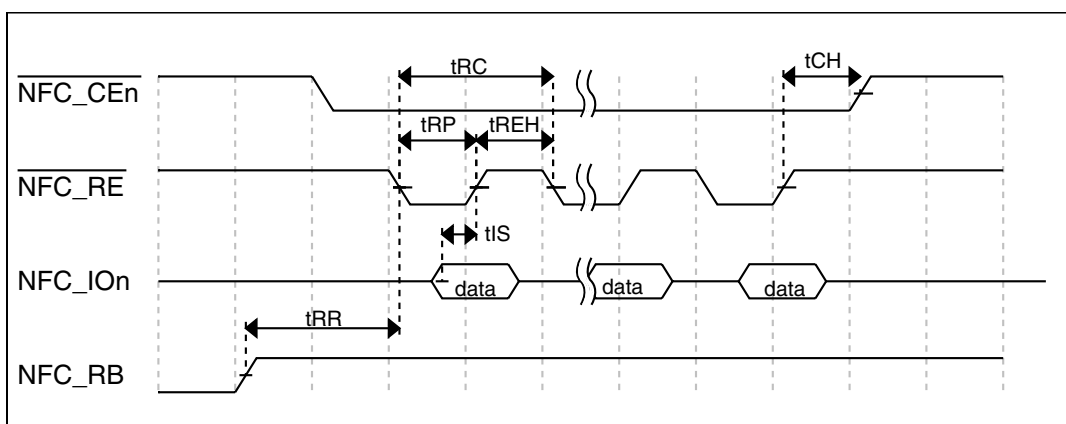 tRC
tCH
NFC_CEn
tRP
tREH
NFC_RE
tIS
NFC_IOn
data
data
data
tRR
NFC_RB